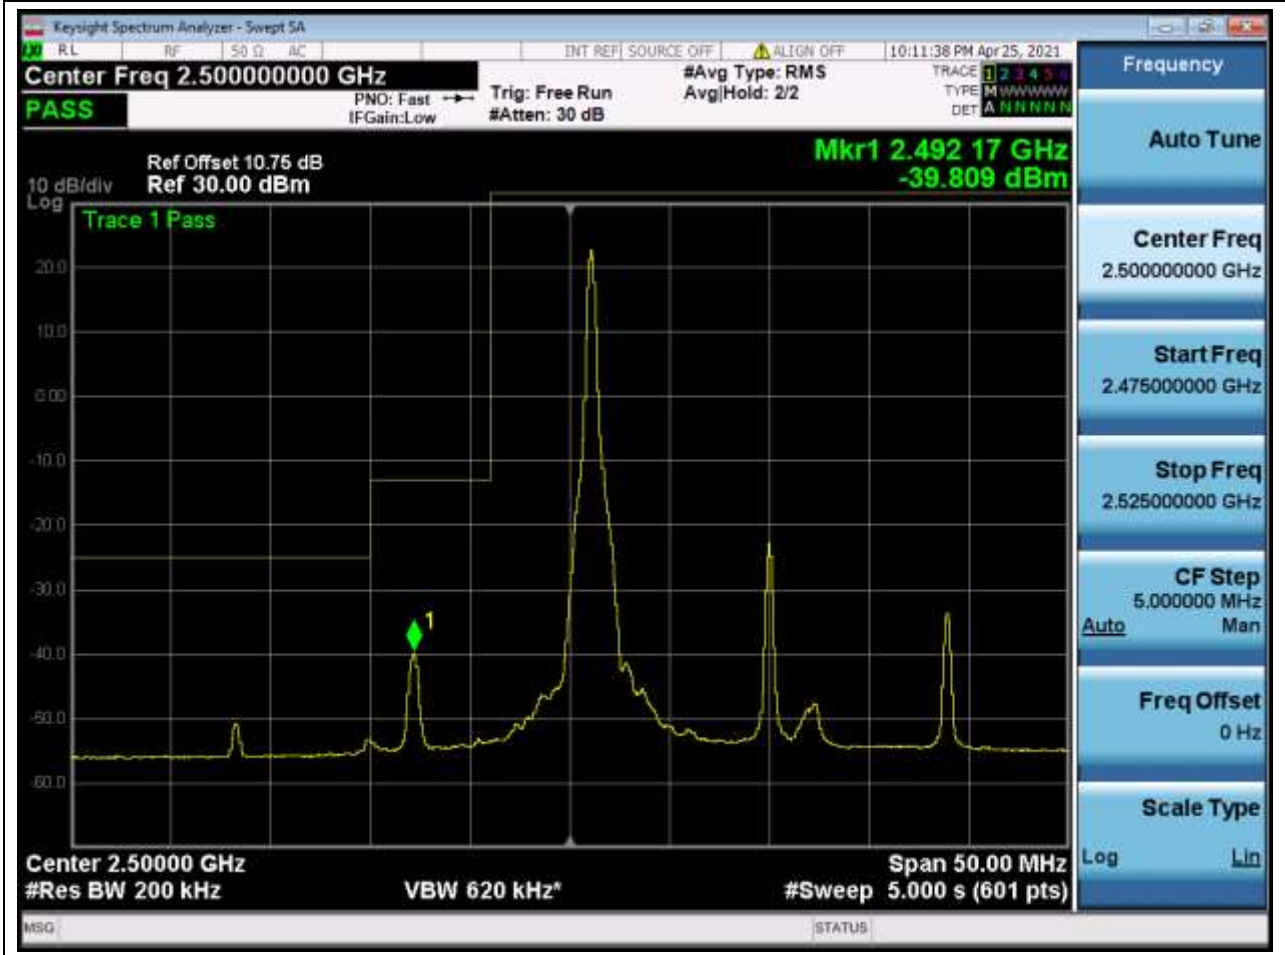 Keysight Spectrum Analyzer - Swept SA
RL RF 50 Ω AC INT REF SOURCE OFF ALIGN OFF 10:11:38 PM Apr 25, 2021
Center Freq 2.500000000 GHz
PASS
PNO: Fast
IFGain:Low
Trig: Free Run
#Atten: 30 dB
#Avg Type: RMS
Avg|Hold: 2/2
TRACE 1 2 3 4 5 6
TYPE M WWWWW
DET A N N N N N
Frequency
Ref Offset 10.75 dB
Ref 30.00 dBm
10 dB/div
Log
Mkr1 2.492 17 GHz
-39.809 dBm
Trace 1 Pass
20.0
10.0
0.00
-10.0
-20.0
-30.0
-40.0
-50.0
-60.0
1
Center 2.50000 GHz
Span 50.00 MHz
#Res BW 200 kHz
VBW 620 kHz*
#Sweep 5.000 s (601 pts)
Auto Tune
Center Freq
2.500000000 GHz
Start Freq
2.475000000 GHz
Stop Freq
2.525000000 GHz
CF Step
5.000000 MHz
Auto Man
Freq Offset
0 Hz
Scale Type
Log Lin
MSG
STATUS